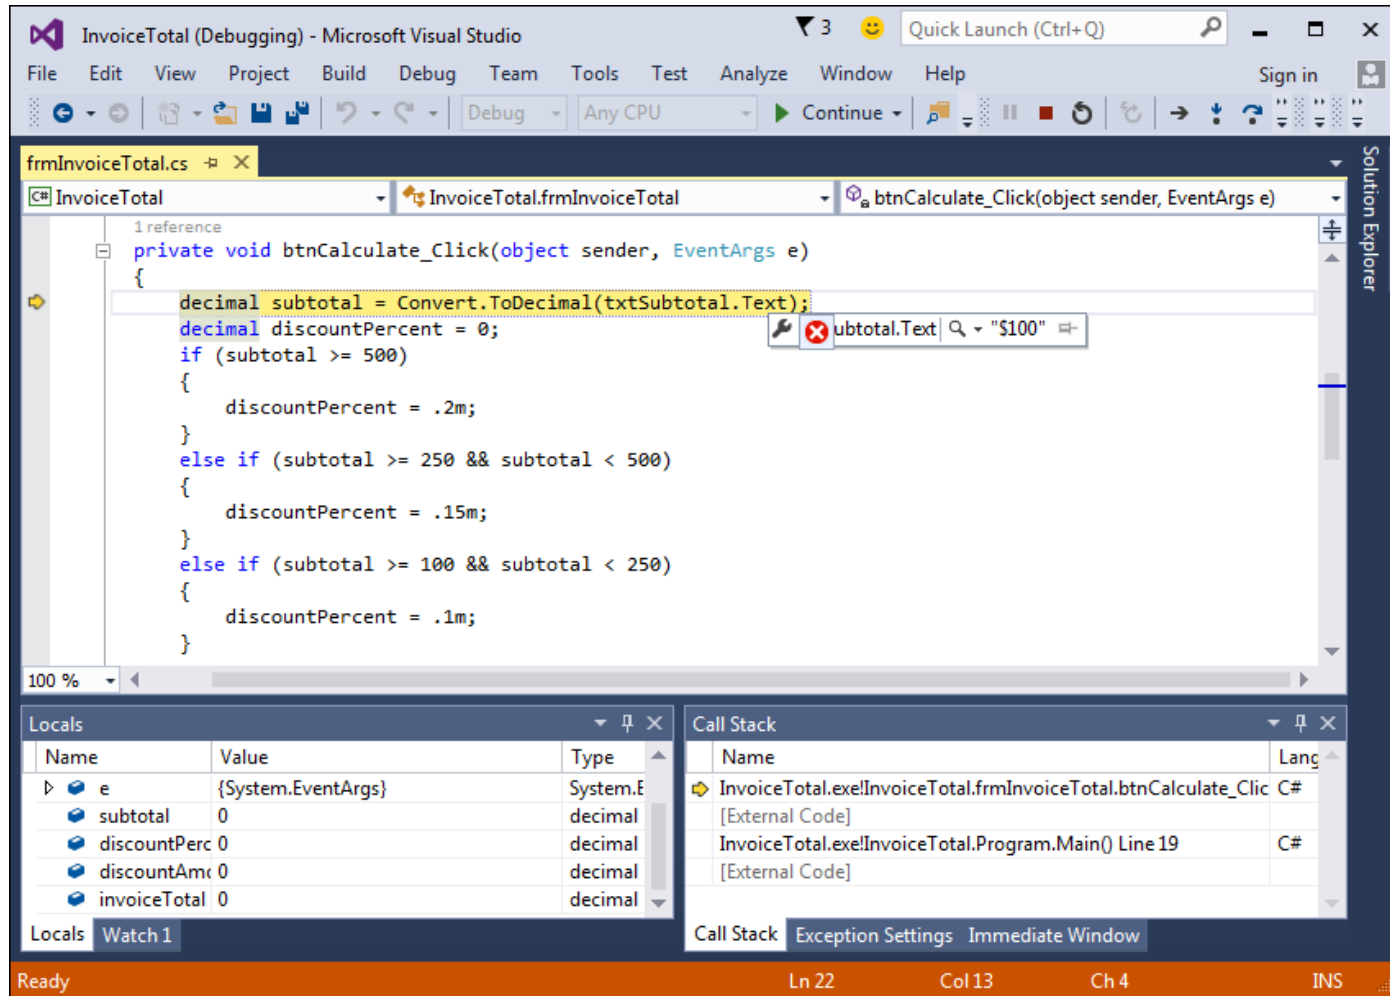 InvoiceTotal (Debugging) - Microsoft Visual Studio
3
Quick Launch (Ctrl+Q)
File Edit View Project Build Debug Team Tools Test Analyze Window Help Sign in
Debug Any CPU Continue
frmInvoiceTotal.cs
Solution Explorer
C# InvoiceTotal InvoiceTotal.frmInvoiceTotal btnCalculate_Click(object sender, EventArgs e)
1 reference
private void btnCalculate_Click(object sender, EventArgs e)
{
decimal subtotal = Convert.ToDecimal(txtSubtotal.Text);
decimal discountPercent = 0;
ubtotal.Text "$100"
if (subtotal >= 500)
{
discountPercent = .2m;
}
else if (subtotal >= 250 && subtotal < 500)
{
discountPercent = .15m;
}
else if (subtotal >= 100 && subtotal < 250)
{
discountPercent = .1m;
}
100 %
Locals
Name Value Type
e {System.EventArgs} System.E
subtotal 0 decimal
discountPerc 0 decimal
discountAmc 0 decimal
invoiceTotal 0 decimal
Locals Watch 1
Call Stack
Name Lang
InvoiceTotal.exe!InvoiceTotal.frmInvoiceTotal.btnCalculate_Clic C#
[External Code]
InvoiceTotal.exe!InvoiceTotal.Program.Main() Line 19 C#
[External Code]
Call Stack Exception Settings Immediate Window
Ready Ln 22 Col 13 Ch 4 INS